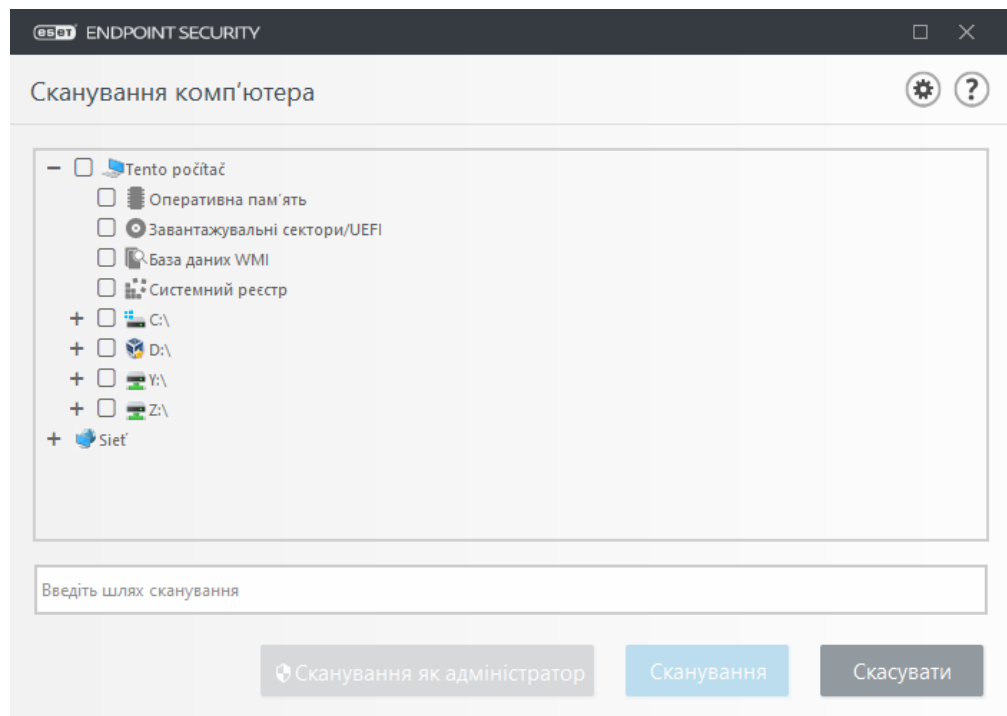 eset ENDPOINT SECURITY
Сканування комп'ютера
Tento počítač
Оперативна пам´ять
Завантажувальні сектори/UEFI
База даних WMI
Системний реєстр
C:\
D:\
Y:\
Z:\
Sieť
Введіть шлях сканування
Сканування як адміністратор Сканування Скасувати